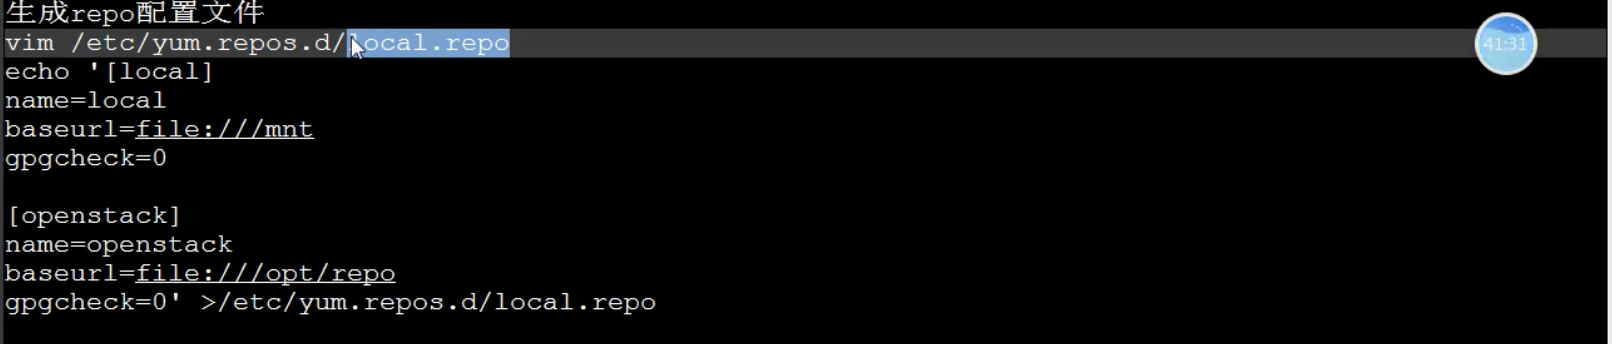 生成repo配置文件
vim /etc/yum.repos.d/local.repo
41:31
echo '[local]
name=local
baseurl=file:///mnt
gpgcheck=0
[openstack]
name=openstack
baseurl=file:///opt/repo
gpgcheck=0' >/etc/yum.repos.d/local.repo